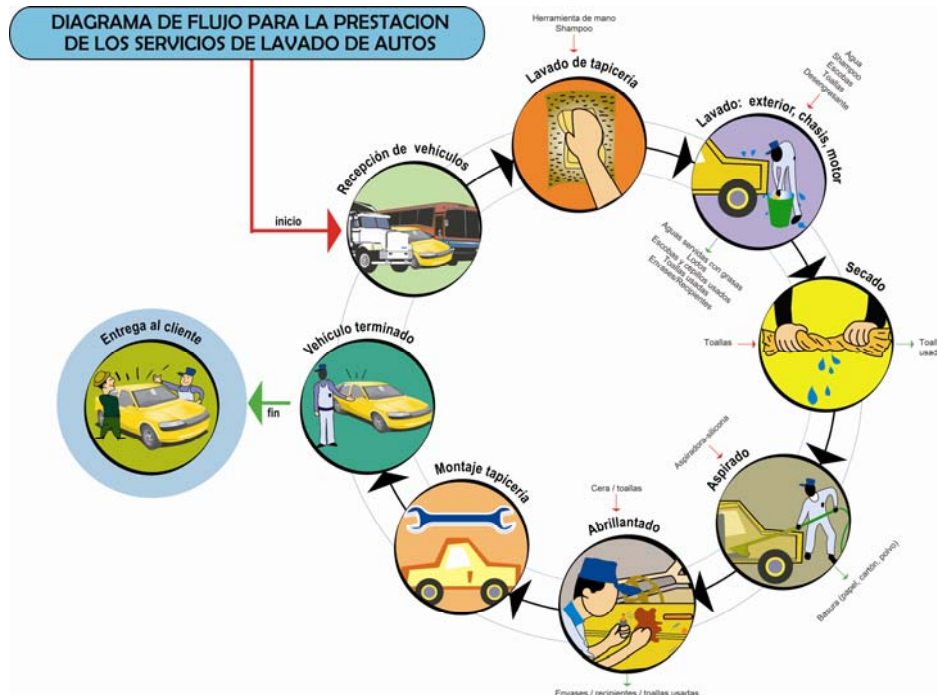 DIAGRAMA DE FLUJO PARA LA PRESTACION
DE LOS SERVICIOS DE LAVADO DE AUTOS
inicio
Recepción de vehículos
Herramienta de mano
Shampoo
Lavado de tapicería
Agua
Shampoo
Escobas
Toallas
Desengresante
Lavado: exterior, chasis, motor
Aguas servidas con grasas
Lodos
Escobas y cepillos usados
Toallas usadas
Envases/Recipientes
Secado
Toallas
Toall
usad
Aspiradora-silicona
Aspirado
Basura (papel, cartón, polvo)
Cera / toallas
Abrillantado
Envases / recipientes / toallas usadas
Montaje tapicería
Vehículo terminado
fin
Entrega al cliente